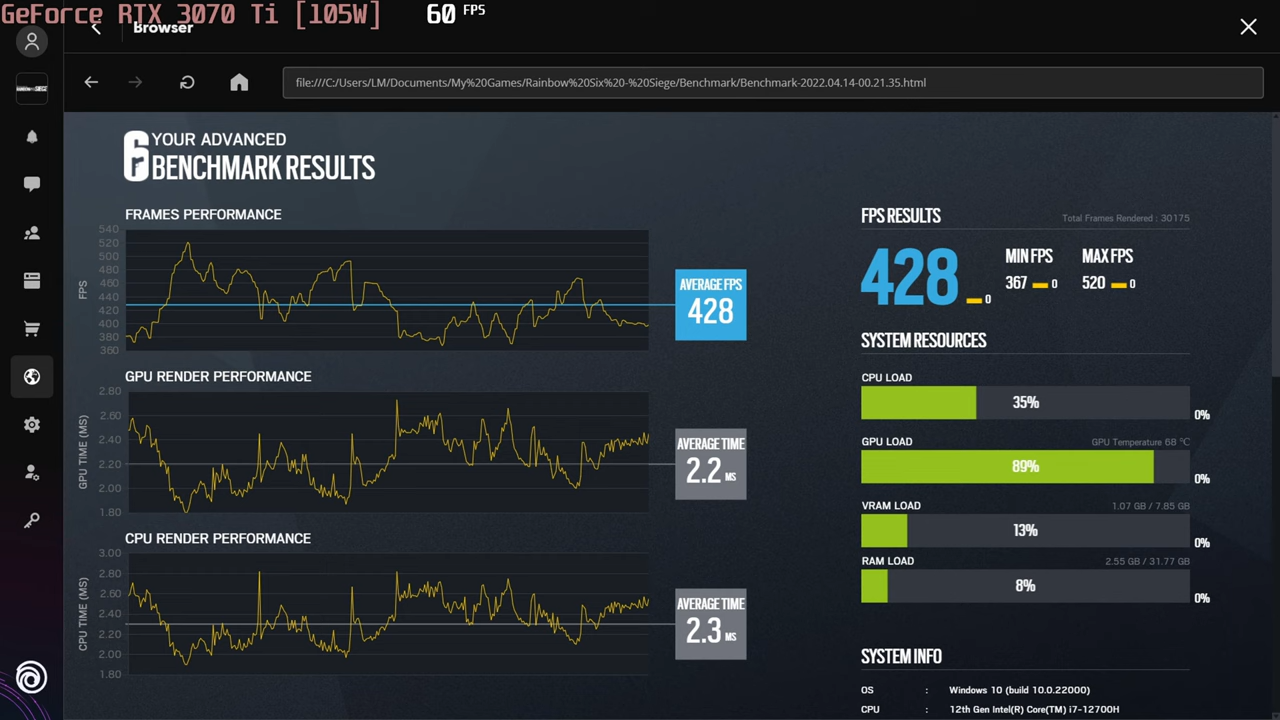 GeForce RTX 3070 Ti [105W] 60 FPS
Browser
file:///C:/Users/LM/Documents/My%20Games/Rainbow%20Six%20-%20Siege/Benchmark/Benchmark-2022.04.14-00.21.35.html
YOUR ADVANCED
BENCHMARK RESULTS
FRAMES PERFORMANCE
540
520
500
480
460
440
420
400
380
360
FPS
AVERAGE FPS
428
GPU RENDER PERFORMANCE
2.80
2.60
2.40
2.20
2.00
1.80
GPU TIME (MS)
AVERAGE TIME
2.2 MS
CPU RENDER PERFORMANCE
3.00
2.80
2.60
2.40
2.20
2.00
1.80
CPU TIME (MS)
AVERAGE TIME
2.3 MS
FPS RESULTS
Total Frames Rendered : 30175
428 0
MIN FPS
367 0
MAX FPS
520 0
SYSTEM RESOURCES
CPU LOAD
35%
0%
GPU LOAD
GPU Temperature 68 °C
89%
0%
VRAM LOAD
1.07 GB / 7.85 GB
13%
0%
RAM LOAD
2.55 GB / 31.77 GB
8%
0%
SYSTEM INFO
OS : Windows 10 (build 10.0.22000)
CPU : 12th Gen Intel(R) Core(TM) i7-12700H